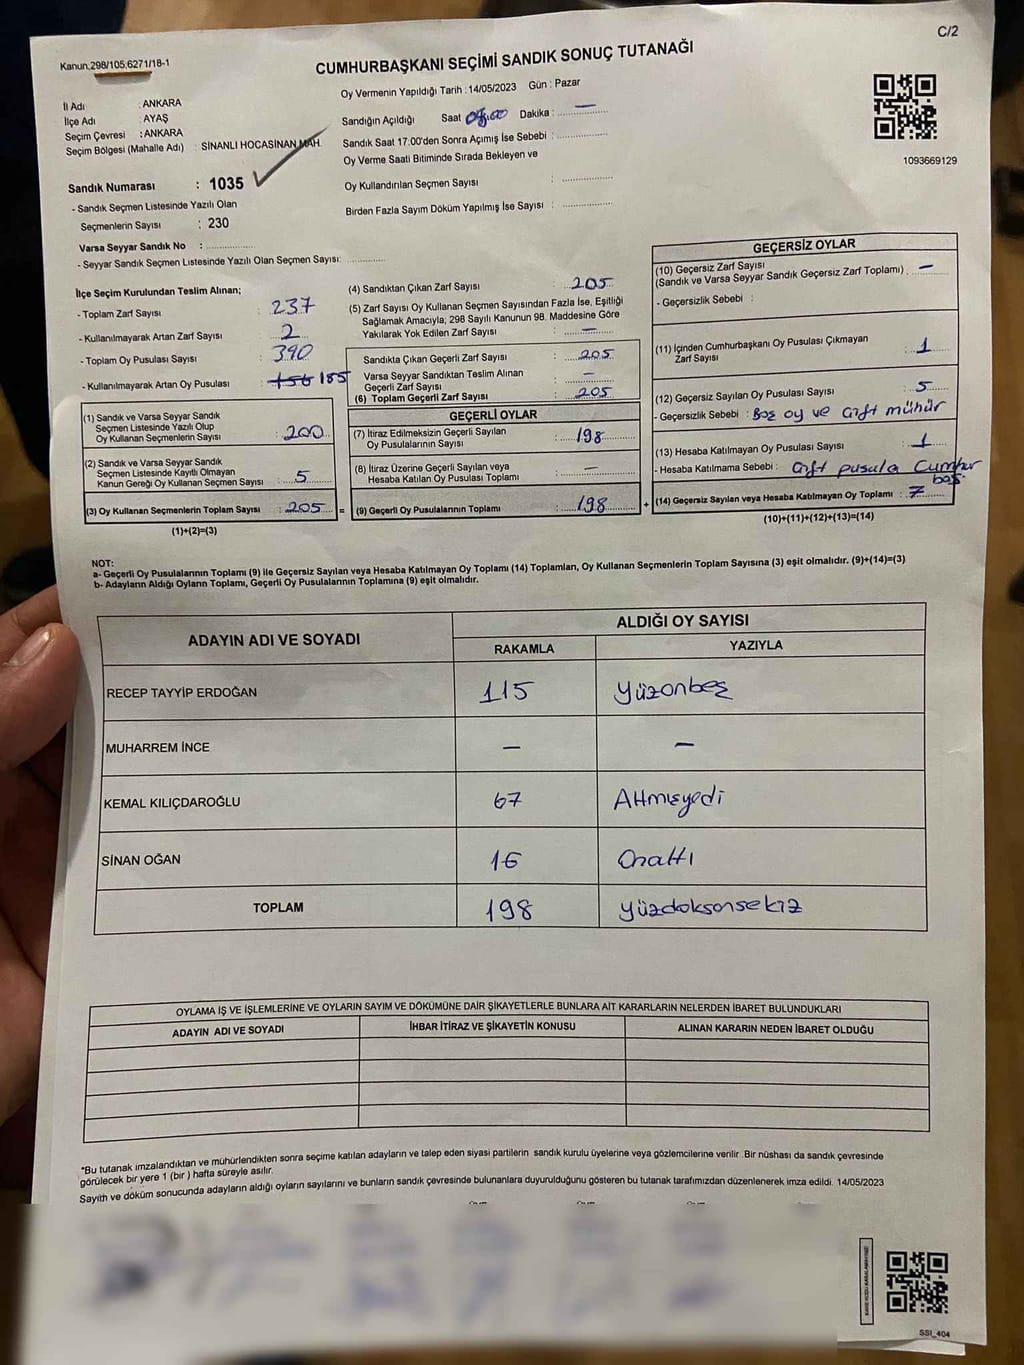 C/2
Kanun:298/105;6271/18-1
CUMHURBAŞKANI SEÇİMİ SANDIK SONUÇ TUTANAĞI
İl Adı : ANKARA
İlçe Adı : AYAŞ
Seçim Çevresi : ANKARA
Seçim Bölgesi (Mahalle Adı) : SİNANLI HOCASİNAN MAH.
Sandık Numarası : 1035
- Sandık Seçmen Listesinde Yazılı Olan
Seçmenlerin Sayısı : 230
Varsa Seyyar Sandık No : ..............
- Seyyar Sandık Seçmen Listesinde Yazılı Olan Seçmen Sayısı: ............
Oy Vermenin Yapıldığı Tarih : 14/05/2023 Gün : Pazar
Sandığın Açıldığı Saat Dakika : —
Sandık Saat 17:00'den Sonra Açımış İse Sebebi : ..............
Oy Verme Saati Bitiminde Sırada Bekleyen ve
Oy Kullandırılan Seçmen Sayısı : ..............
Birden Fazla Sayım Döküm Yapılmış İse Sayısı : ..............
1093669129
İlçe Seçim Kurulundan Teslim Alınan;
- Toplam Zarf Sayısı : 237
- Kullanılmayarak Artan Zarf Sayısı : 2
- Toplam Oy Pusulası Sayısı : 390
- Kullanılmayarak Artan Oy Pusulası : 156 185
(1) Sandık ve Varsa Seyyar Sandık
Seçmen Listesinde Yazılı Olup
Oy Kullanan Seçmenlerin Sayısı : 200
(2) Sandık ve Varsa Seyyar Sandık
Seçmen Listesinde Kayıtlı Olmayan
Kanun Gereği Oy Kullanan Seçmen Sayısı : 5
(3) Oy Kullanan Seçmenlerin Toplam Sayısı : 205 =
(1)+(2)=(3)
(4) Sandıktan Çıkan Zarf Sayısı : 205
(5) Zarf Sayısı Oy Kullanan Seçmen Sayısından Fazla İse, Eşitliği
Sağlamak Amacıyla; 298 Sayılı Kanunun 98. Maddesine Göre
Yakılarak Yok Edilen Zarf Sayısı : —
Sandıkta Çıkan Geçerli Zarf Sayısı : 205
Varsa Seyyar Sandıktan Teslim Alınan
Geçerli Zarf Sayısı : —
(6) Toplam Geçerli Zarf Sayısı : 205
GEÇERLİ OYLAR
(7) İtiraz Edilmeksizin Geçerli Sayılan
Oy Pusulalarının Sayısı : 198
(8) İtiraz Üzerine Geçerli Sayılan veya
Hesaba Katılan Oy Pusulası Toplamı : —
(9) Geçerli Oy Pusulalarının Toplamı : 198 +
GEÇERSİZ OYLAR
(10) Geçersiz Zarf Sayısı
(Sandık ve Varsa Seyyar Sandık Geçersiz Zarf Toplamı) . —
- Geçersizlik Sebebi :
(11) İçinden Cumhurbaşkanı Oy Pusulası Çıkmayan
Zarf Sayısı : 1
(12) Geçersiz Sayılan Oy Pusulası Sayısı : 5
- Geçersizlik Sebebi : Boş oy ve çift mühür
(13) Hesaba Katılmayan Oy Pusulası Sayısı : 1
- Hesaba Katılmama Sebebi : Çift pusula Cumhur
boş.
(14) Geçersiz Sayılan veya Hesaba Katılmayan Oy Toplamı : 7
(10)+(11)+(12)+(13)=(14)
NOT:
a- Geçerli Oy Pusulalarının Toplamı (9) ile Geçersiz Sayılan veya Hesaba Katılmayan Oy Toplamı (14) Toplamları, Oy Kullanan Seçmenlerin Toplam Sayısına (3) eşit olmalıdır. (9)+(14)=(3)
b- Adayların Aldığı Oyların Toplamı, Geçerli Oy Pusulalarının Toplamına (9) eşit olmalıdır.
ADAYIN ADI VE SOYADI ALDIĞI OY SAYISI
RAKAMLA YAZIYLA
RECEP TAYYİP ERDOĞAN 115 Yüzonbeş
MUHARREM İNCE — —
KEMAL KILIÇDAROĞLU 67 Altmışyedi
SİNAN OĞAN 16 Onaltı
TOPLAM 198 Yüzdoksansekiz
OYLAMA İŞ VE İŞLEMLERİNE VE OYLARIN SAYIM VE DÖKÜMÜNE DAİR ŞİKAYETLERLE BUNLARA AİT KARARLARIN NELERDEN İBARET BULUNDUKLARI
ADAYIN ADI VE SOYADI İHBAR İTİRAZ VE ŞİKAYETİN KONUSU ALINAN KARARIN NEDEN İBARET OLDUĞU
*Bu tutanak imzalandıktan ve mühürlendikten sonra seçime katılan adayların ve talep eden siyasi partilerin sandık kurulu üyelerine veya gözlemcilerine verilir .Bir nüshası da sandık çevresinde
görülecek bir yere 1 (bir ) hafta süreyle asılır.
Sayım ve döküm sonucunda adayların aldığı oyların sayılarını ve bunların sandık çevresinde bulunanlara duyurulduğunu gösteren bu tutanak tarafımızdan düzenlenerek imza edildi. 14/05/2023
SSI_404